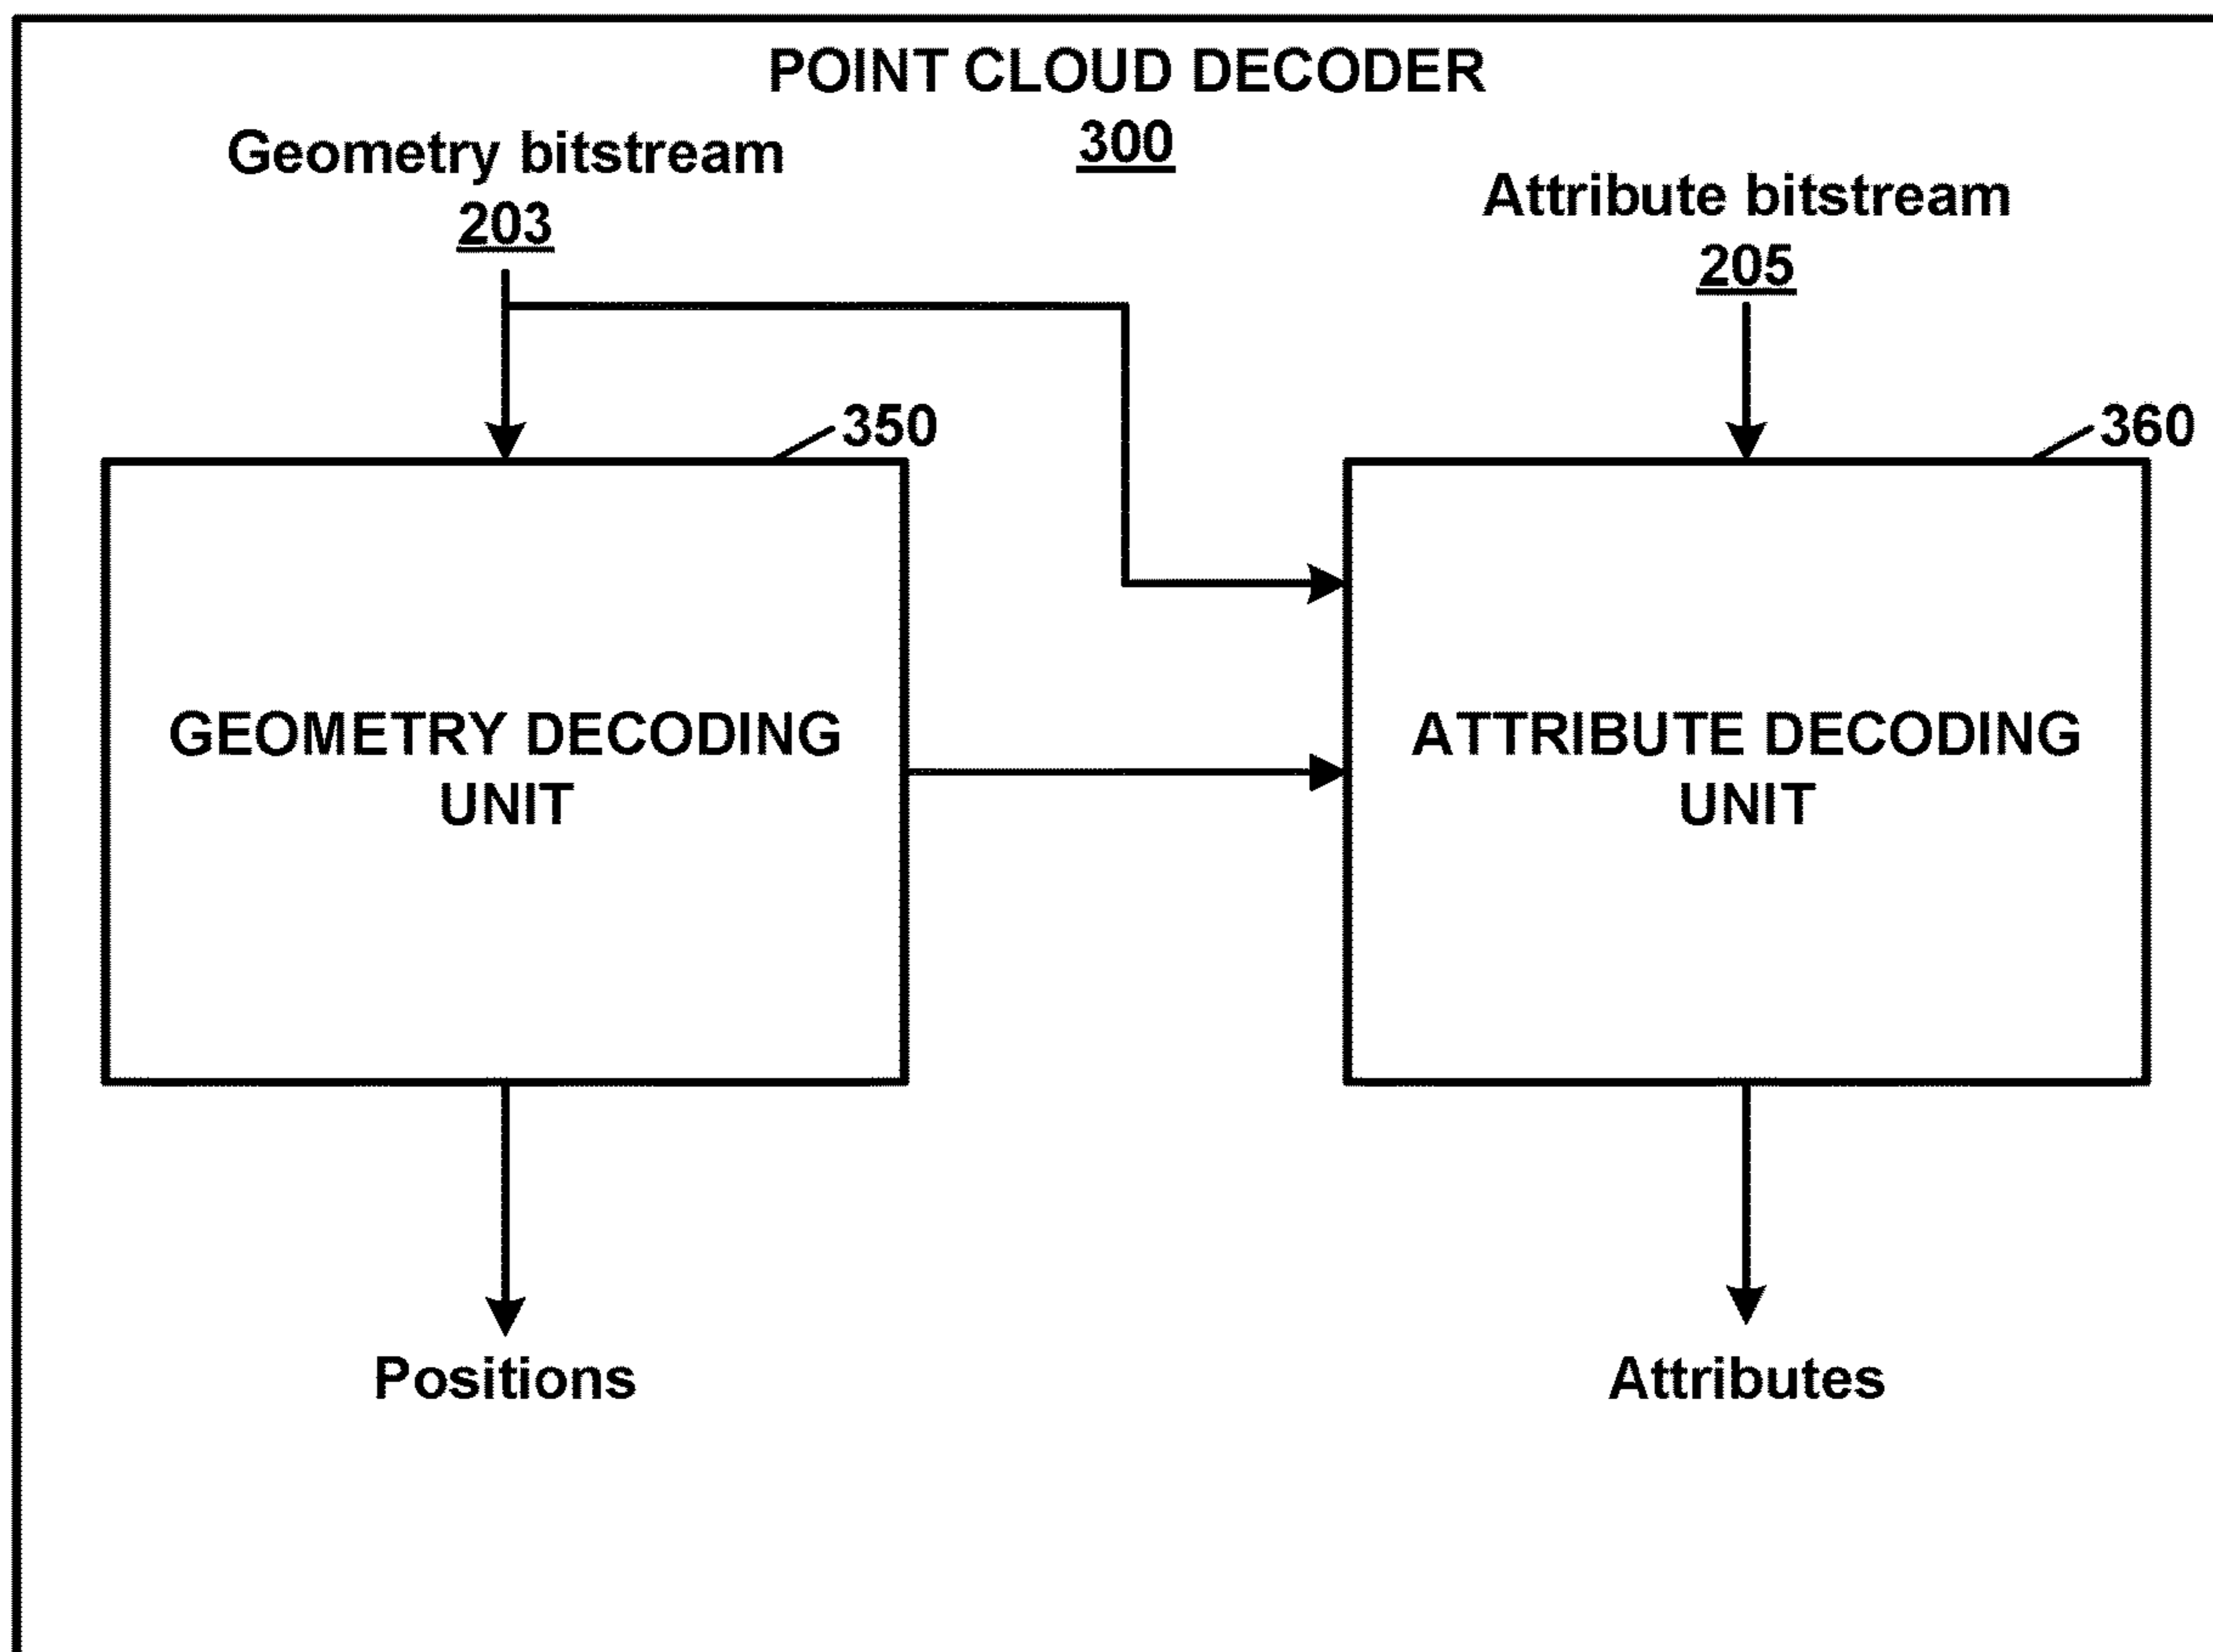 POINT CLOUD DECODER
300
Geometry bitstream
203
Attribute bitstream
205
350
360
GEOMETRY DECODING
UNIT
ATTRIBUTE DECODING
UNIT
Positions
Attributes